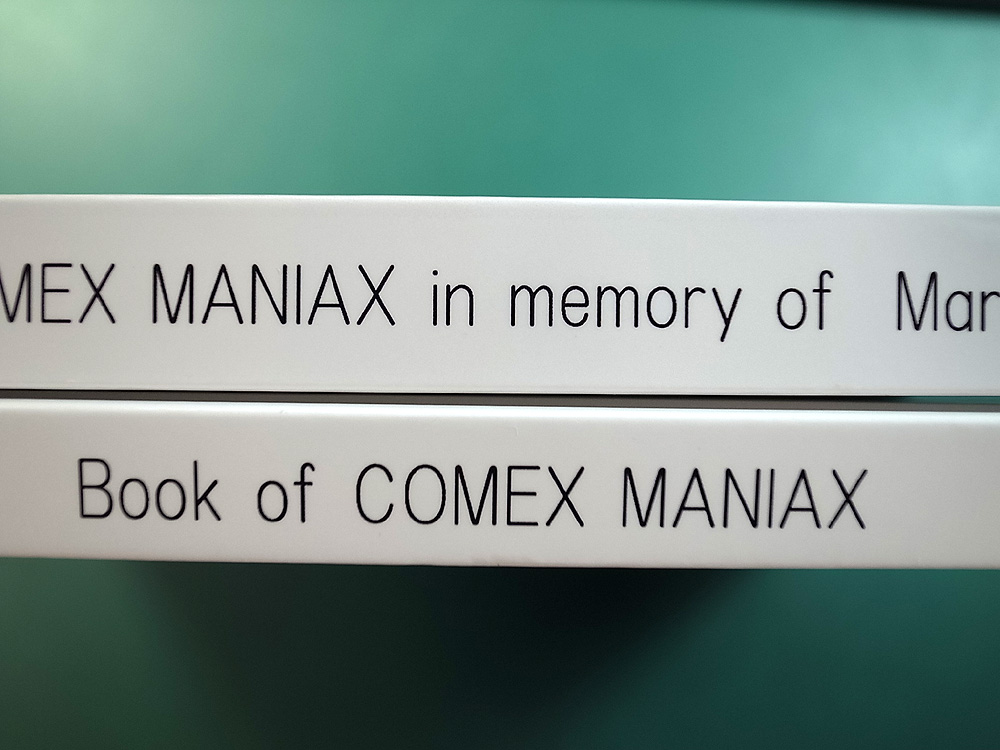 MEX MANIAX in memory of Mar
Book of COMEX MANIAX